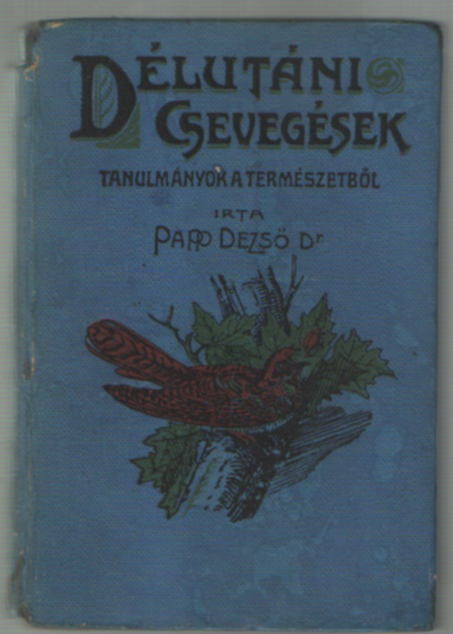 DÉLUTÁNI
CSEVEGÉSEK
TANULMÁNYOK A TERMÉSZETBŐL
IRTA
PAPP DEZSŐ Dr